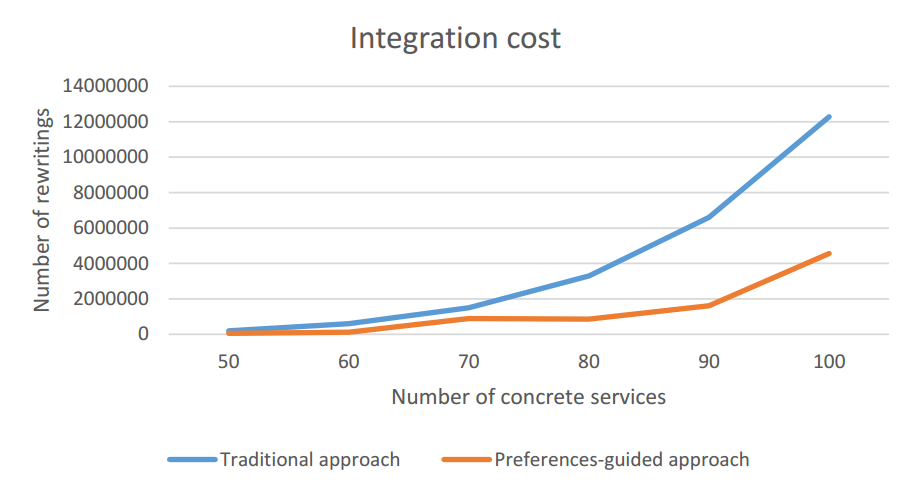 Integration cost
Number of rewritings
14000000
12000000
10000000
8000000
6000000
4000000
2000000
0
50 60 70 80 90 100
Number of concrete services
Traditional approach Preferences-guided approach